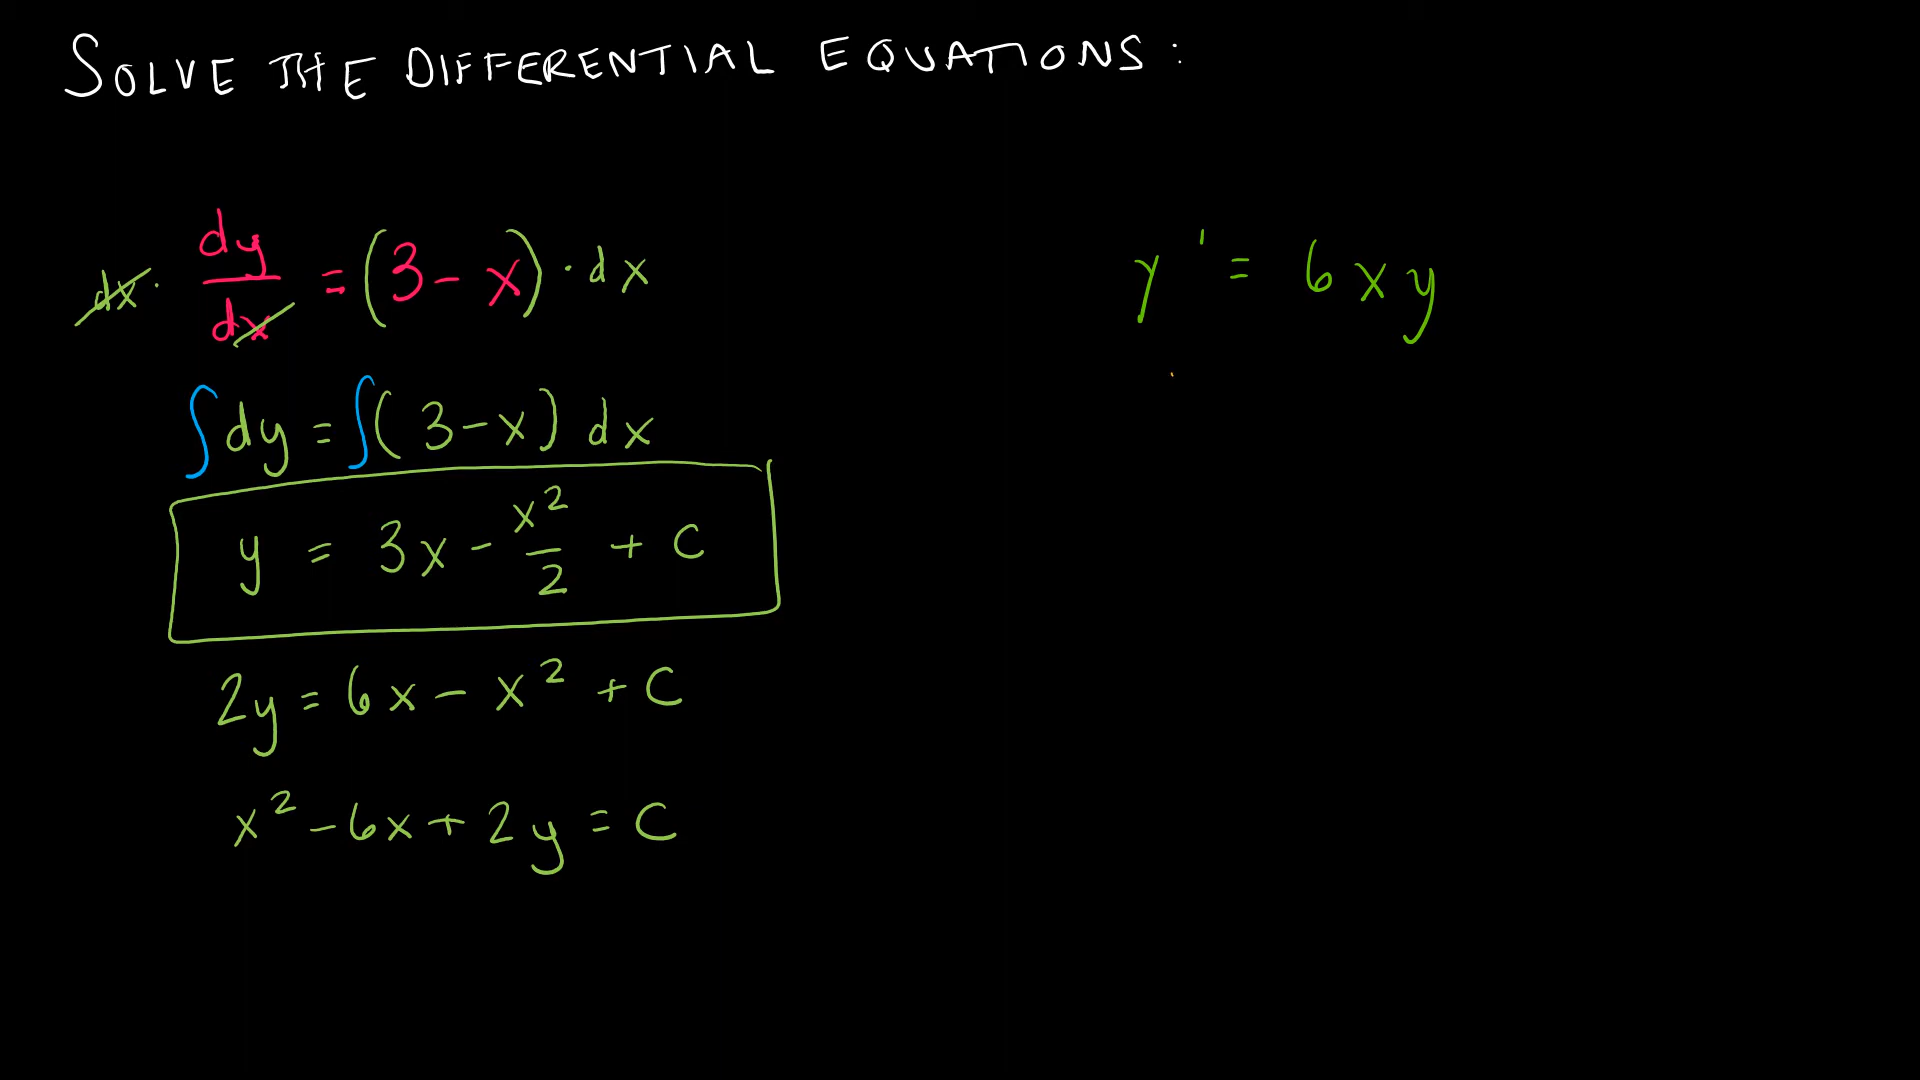 SOLVE THE DIFFERENTIAL EQUATIONS:
dx · dy/dx = (3 - x) · dx
∫ dy = ∫ (3 - x) dx
y = 3x - x²/2 + C
2y = 6x - x² + C
x² - 6x + 2y = C
y' = 6xy